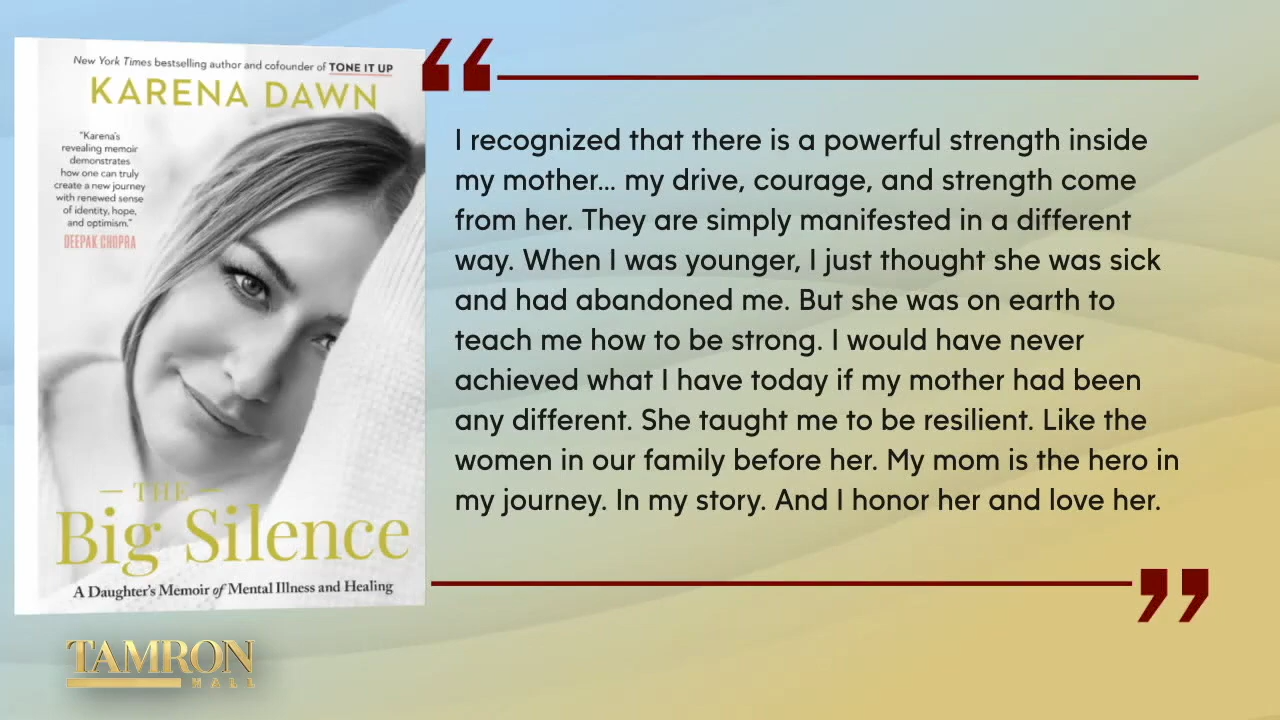 New York Times bestselling author and cofounder of TONE IT UP
KARENA DAWN
"Karena's
revealing memoir
demonstrates
how one can truly
create a new journey
with renewed sense
of identity, hope,
and optimism."
DEEPAK CHOPRA
— THE —
Big Silence
A Daughter's Memoir of Mental Illness and Healing
“
I recognized that there is a powerful strength inside
my mother... my drive, courage, and strength come
from her. They are simply manifested in a different
way. When I was younger, I just thought she was sick
and had abandoned me. But she was on earth to
teach me how to be strong. I would have never
achieved what I have today if my mother had been
any different. She taught me to be resilient. Like the
women in our family before her. My mom is the hero in
my journey. In my story. And I honor her and love her.
”
TAMRON
HALL